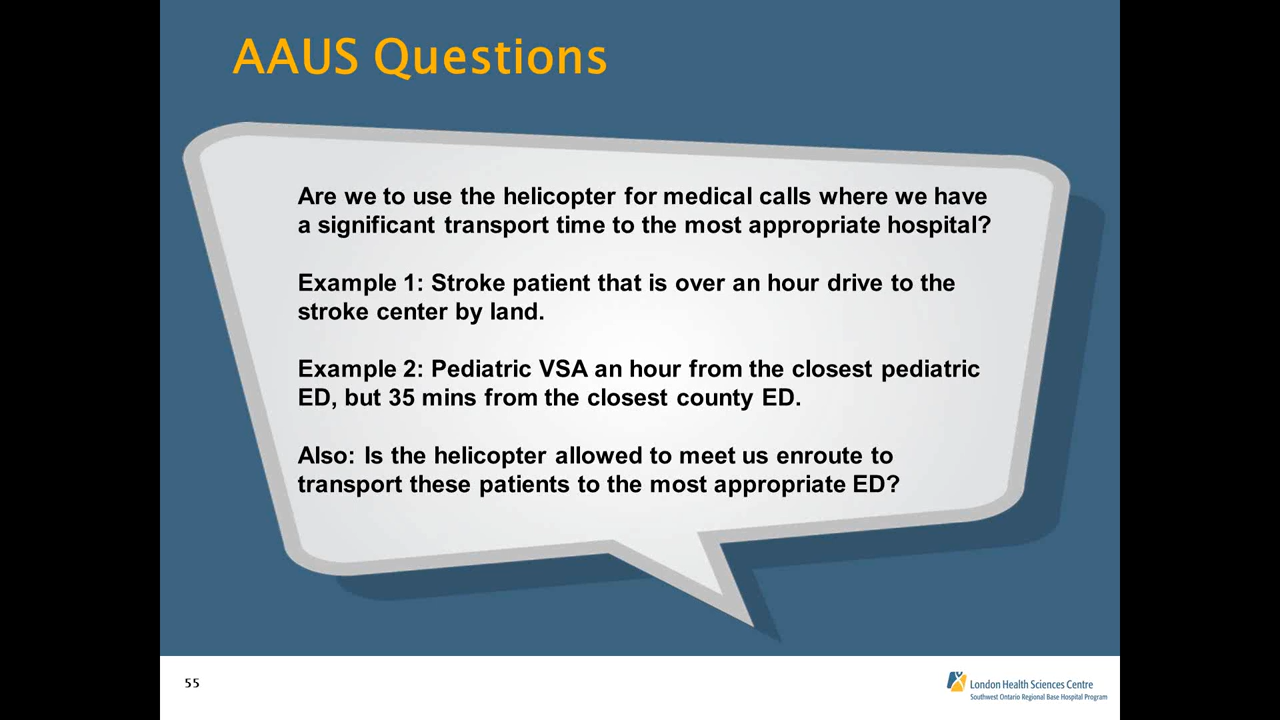 AAUS Questions
Are we to use the helicopter for medical calls where we have
a significant transport time to the most appropriate hospital?
Example 1: Stroke patient that is over an hour drive to the
stroke center by land.
Example 2: Pediatric VSA an hour from the closest pediatric
ED, but 35 mins from the closest county ED.
Also: Is the helicopter allowed to meet us enroute to
transport these patients to the most appropriate ED?
55
London Health Sciences Centre
Southwest Ontario Regional Base Hospital Program